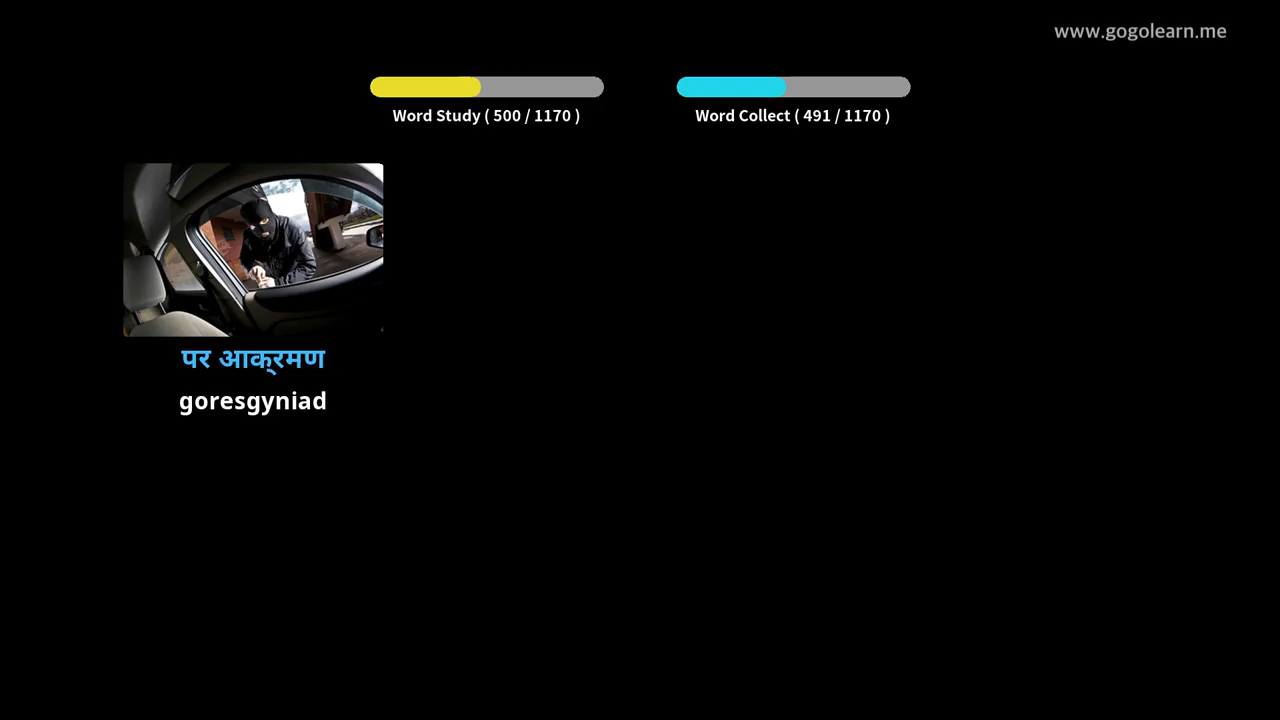 www.gogolearn.me
Word Study ( 500 / 1170 )
Word Collect ( 491 / 1170 )
पर आक्रमण
goresgyniad